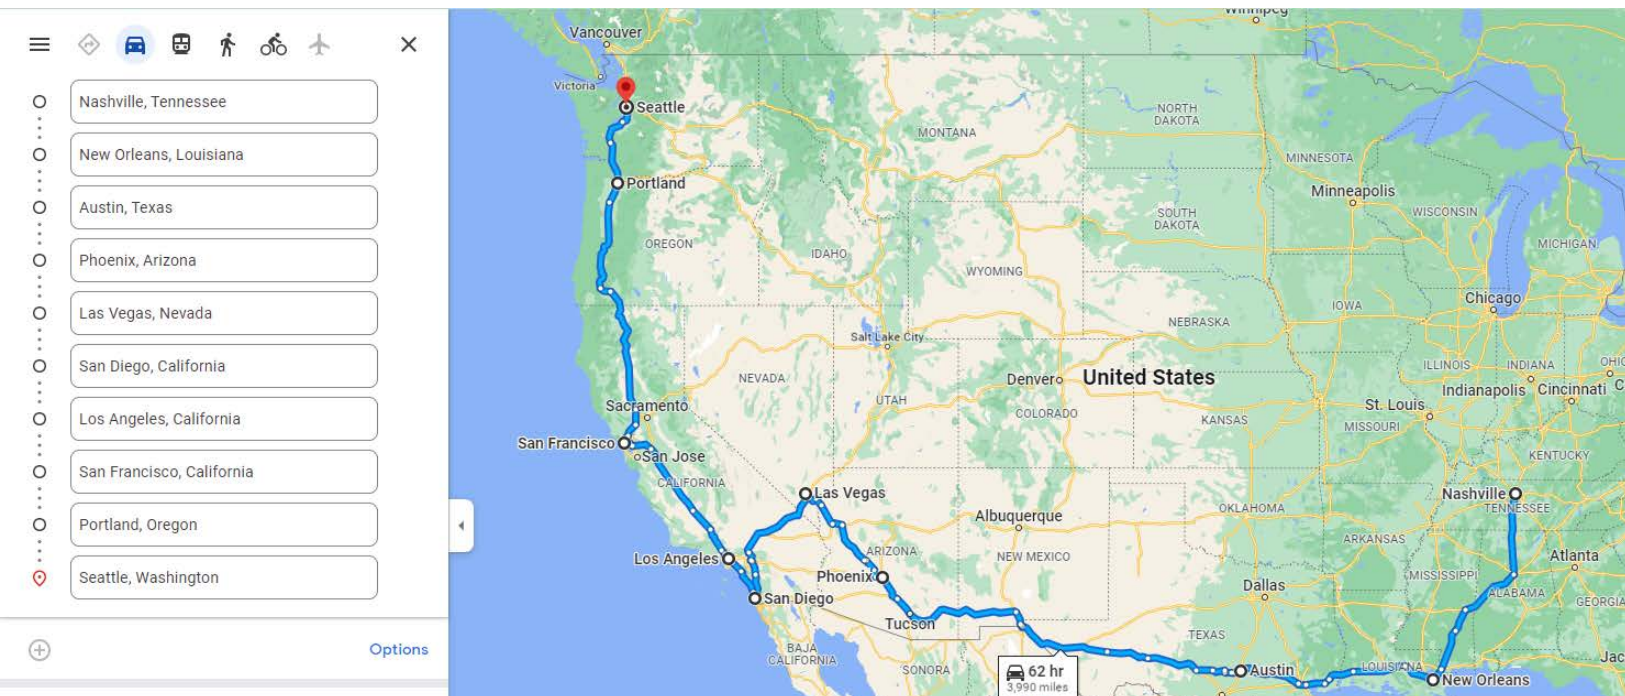 Nashville, Tennessee
New Orleans, Louisiana
Austin, Texas
Phoenix, Arizona
Las Vegas, Nevada
San Diego, California
Los Angeles, California
San Francisco, California
Portland, Oregon
Seattle, Washington
Options
Vancouver
Victoria
Seattle
Portland
OREGON
IDAHO
MONTANA
NORTH
DAKOTA
SOUTH
DAKOTA
MINNESOTA
Minneapolis
WISCONSIN
MICHIGAN
Winnipeg
WYOMING
IOWA
Chicago
NEBRASKA
Salt Lake City
NEVADA
UTAH
Denver
United States
COLORADO
KANSAS
ILLINOIS
INDIANA
Indianapolis
Cincinnati
St. Louis
MISSOURI
KENTUCKY
Sacramento
San Francisco
San Jose
CALIFORNIA
Las Vegas
Albuquerque
OKLAHOMA
Nashville
TENNESSEE
ARKANSAS
Atlanta
Los Angeles
ARIZONA
NEW MEXICO
Phoenix
Dallas
MISSISSIPPI
ALABAMA
GEORGIA
San Diego
Tucson
TEXAS
BAJA
CALIFORNIA
SONORA
62 hr
3,990 miles
Austin
LOUISIANA
New Orleans